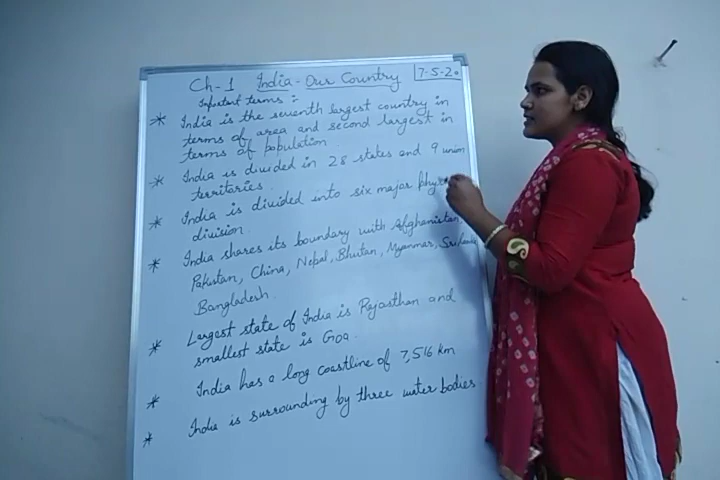 Ch-1 India - Our Country
7-5-20
Important terms :-
* India is the seventh largest country in
terms of area and second largest in
terms of population.
* India is divided in 28 states and 9 union
territories.
* India is divided into six major
division.
* India shares its boundary with Afghanistan,
Pakistan, China, Nepal, Bhutan, Myanmar, Sri Lanka
Bangladesh.
* Largest state of India is Rajasthan and
smallest state is Goa.
* India has a long coastline of 7,516 km
* India is surrounding by three water bodies